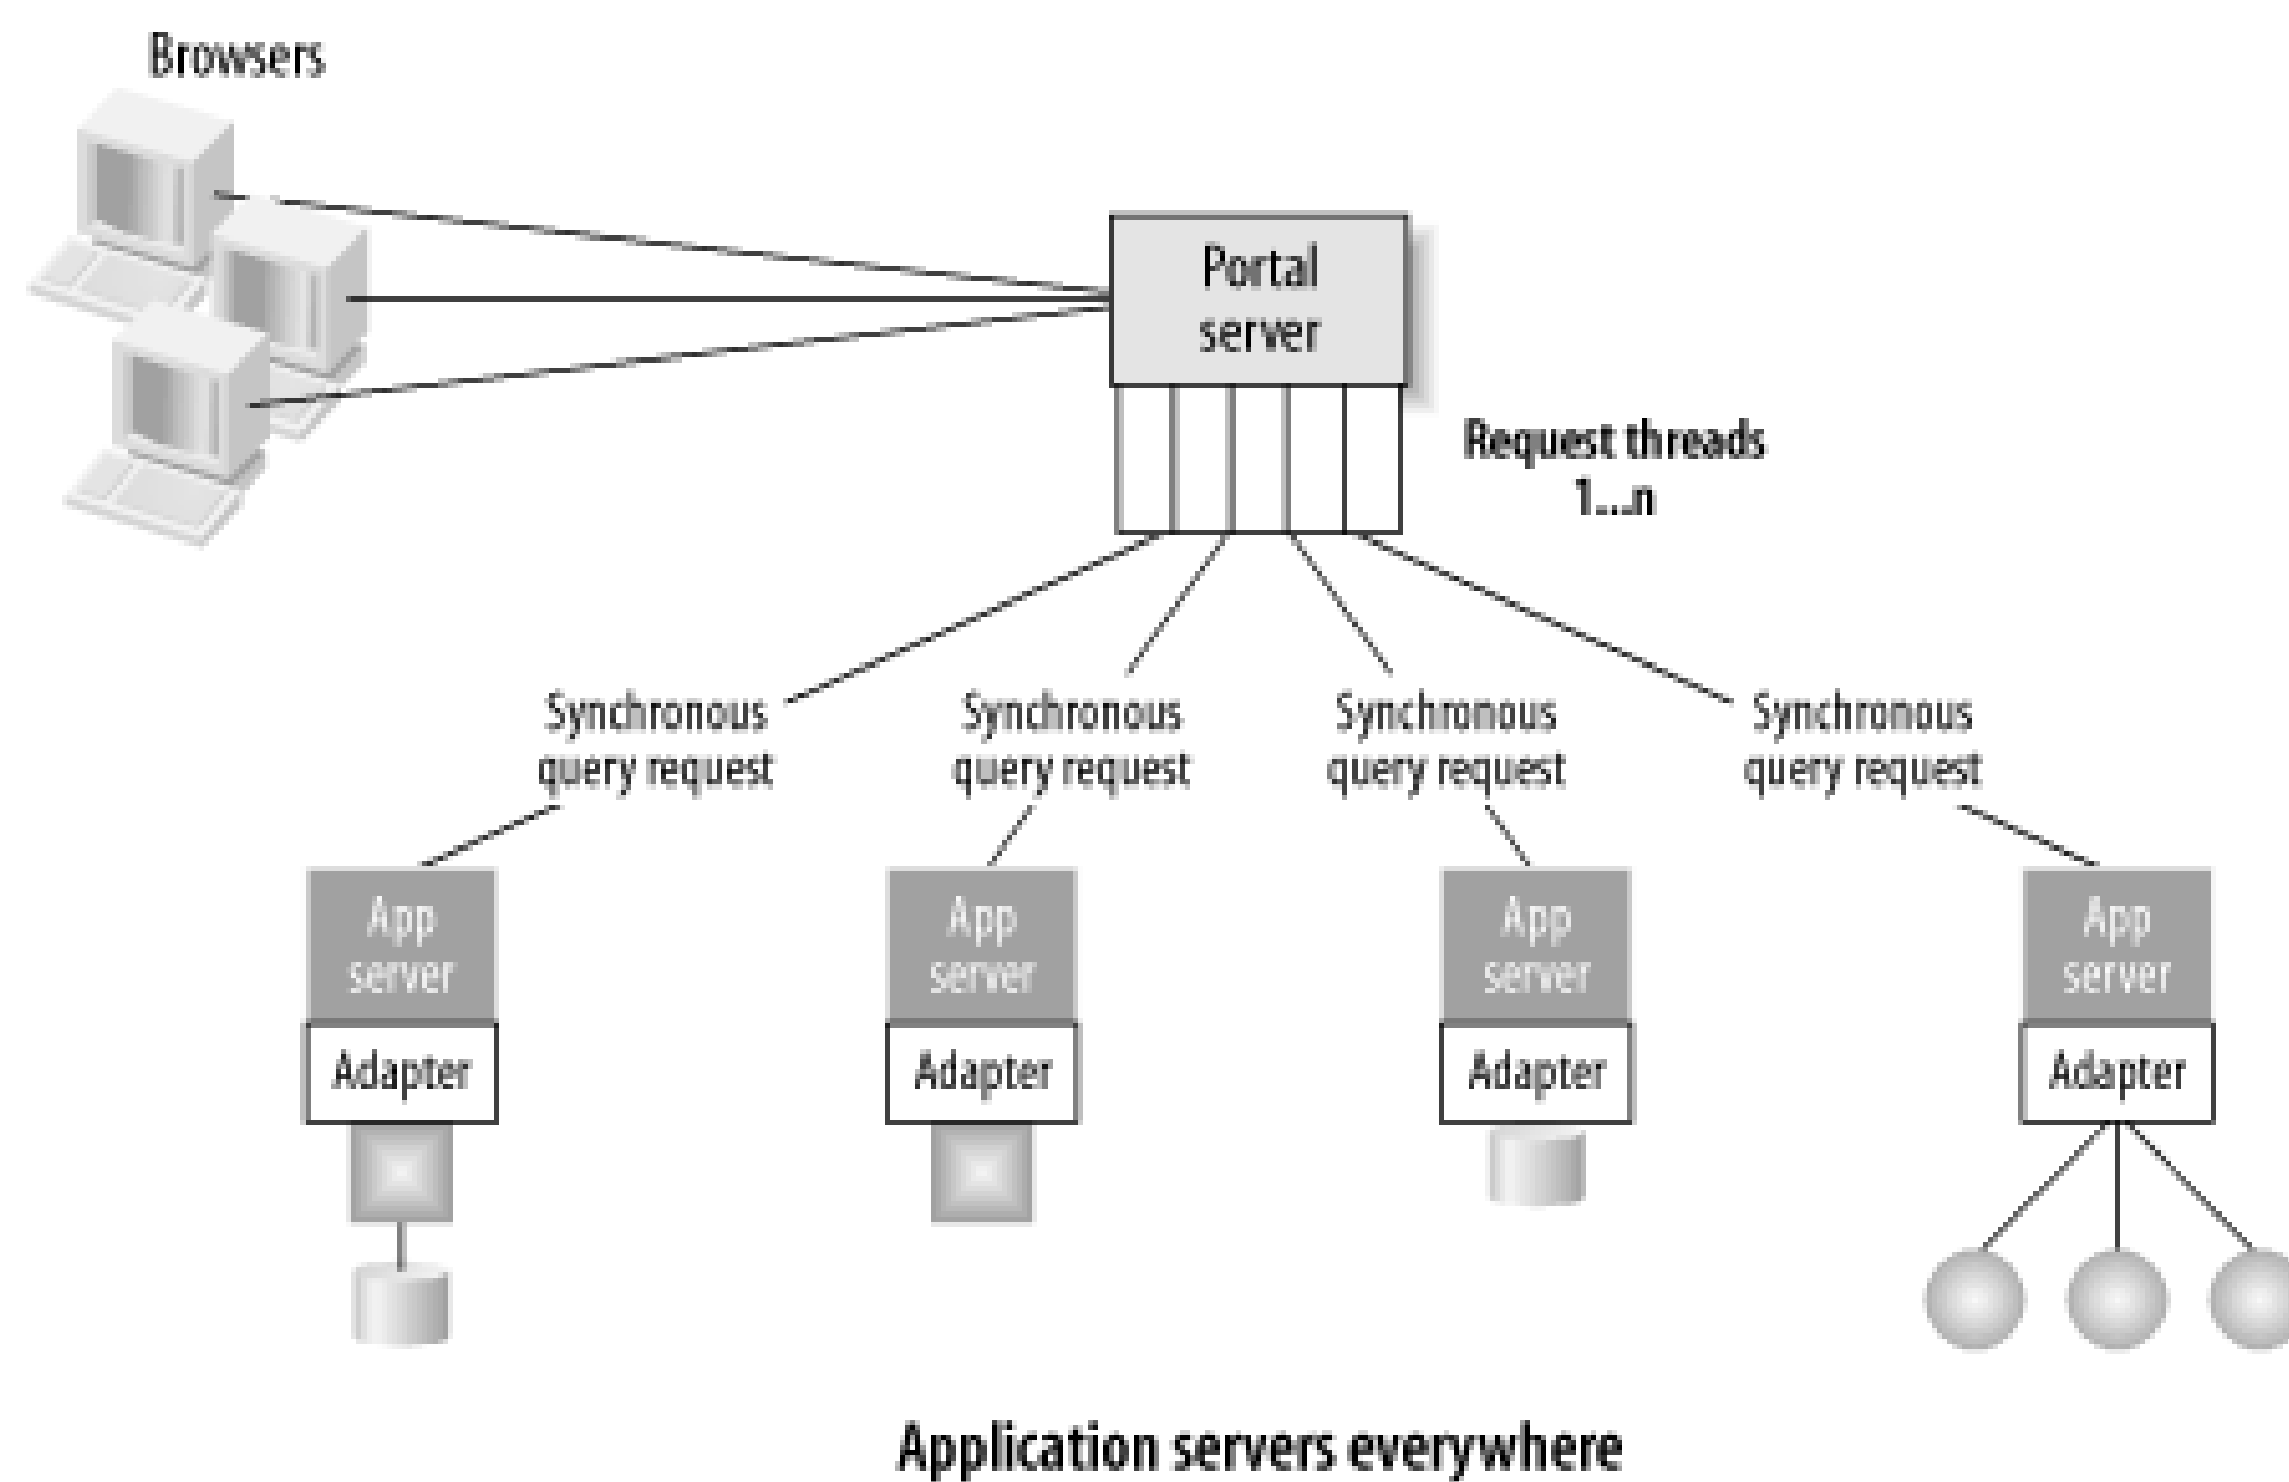 Browsers
Portal
server
Request threads
1...n
Synchronous
query request
Synchronous
query request
Synchronous
query request
Synchronous
query request
App
server
Adapter
App
server
Adapter
App
server
Adapter
App
server
Adapter
Application servers everywhere